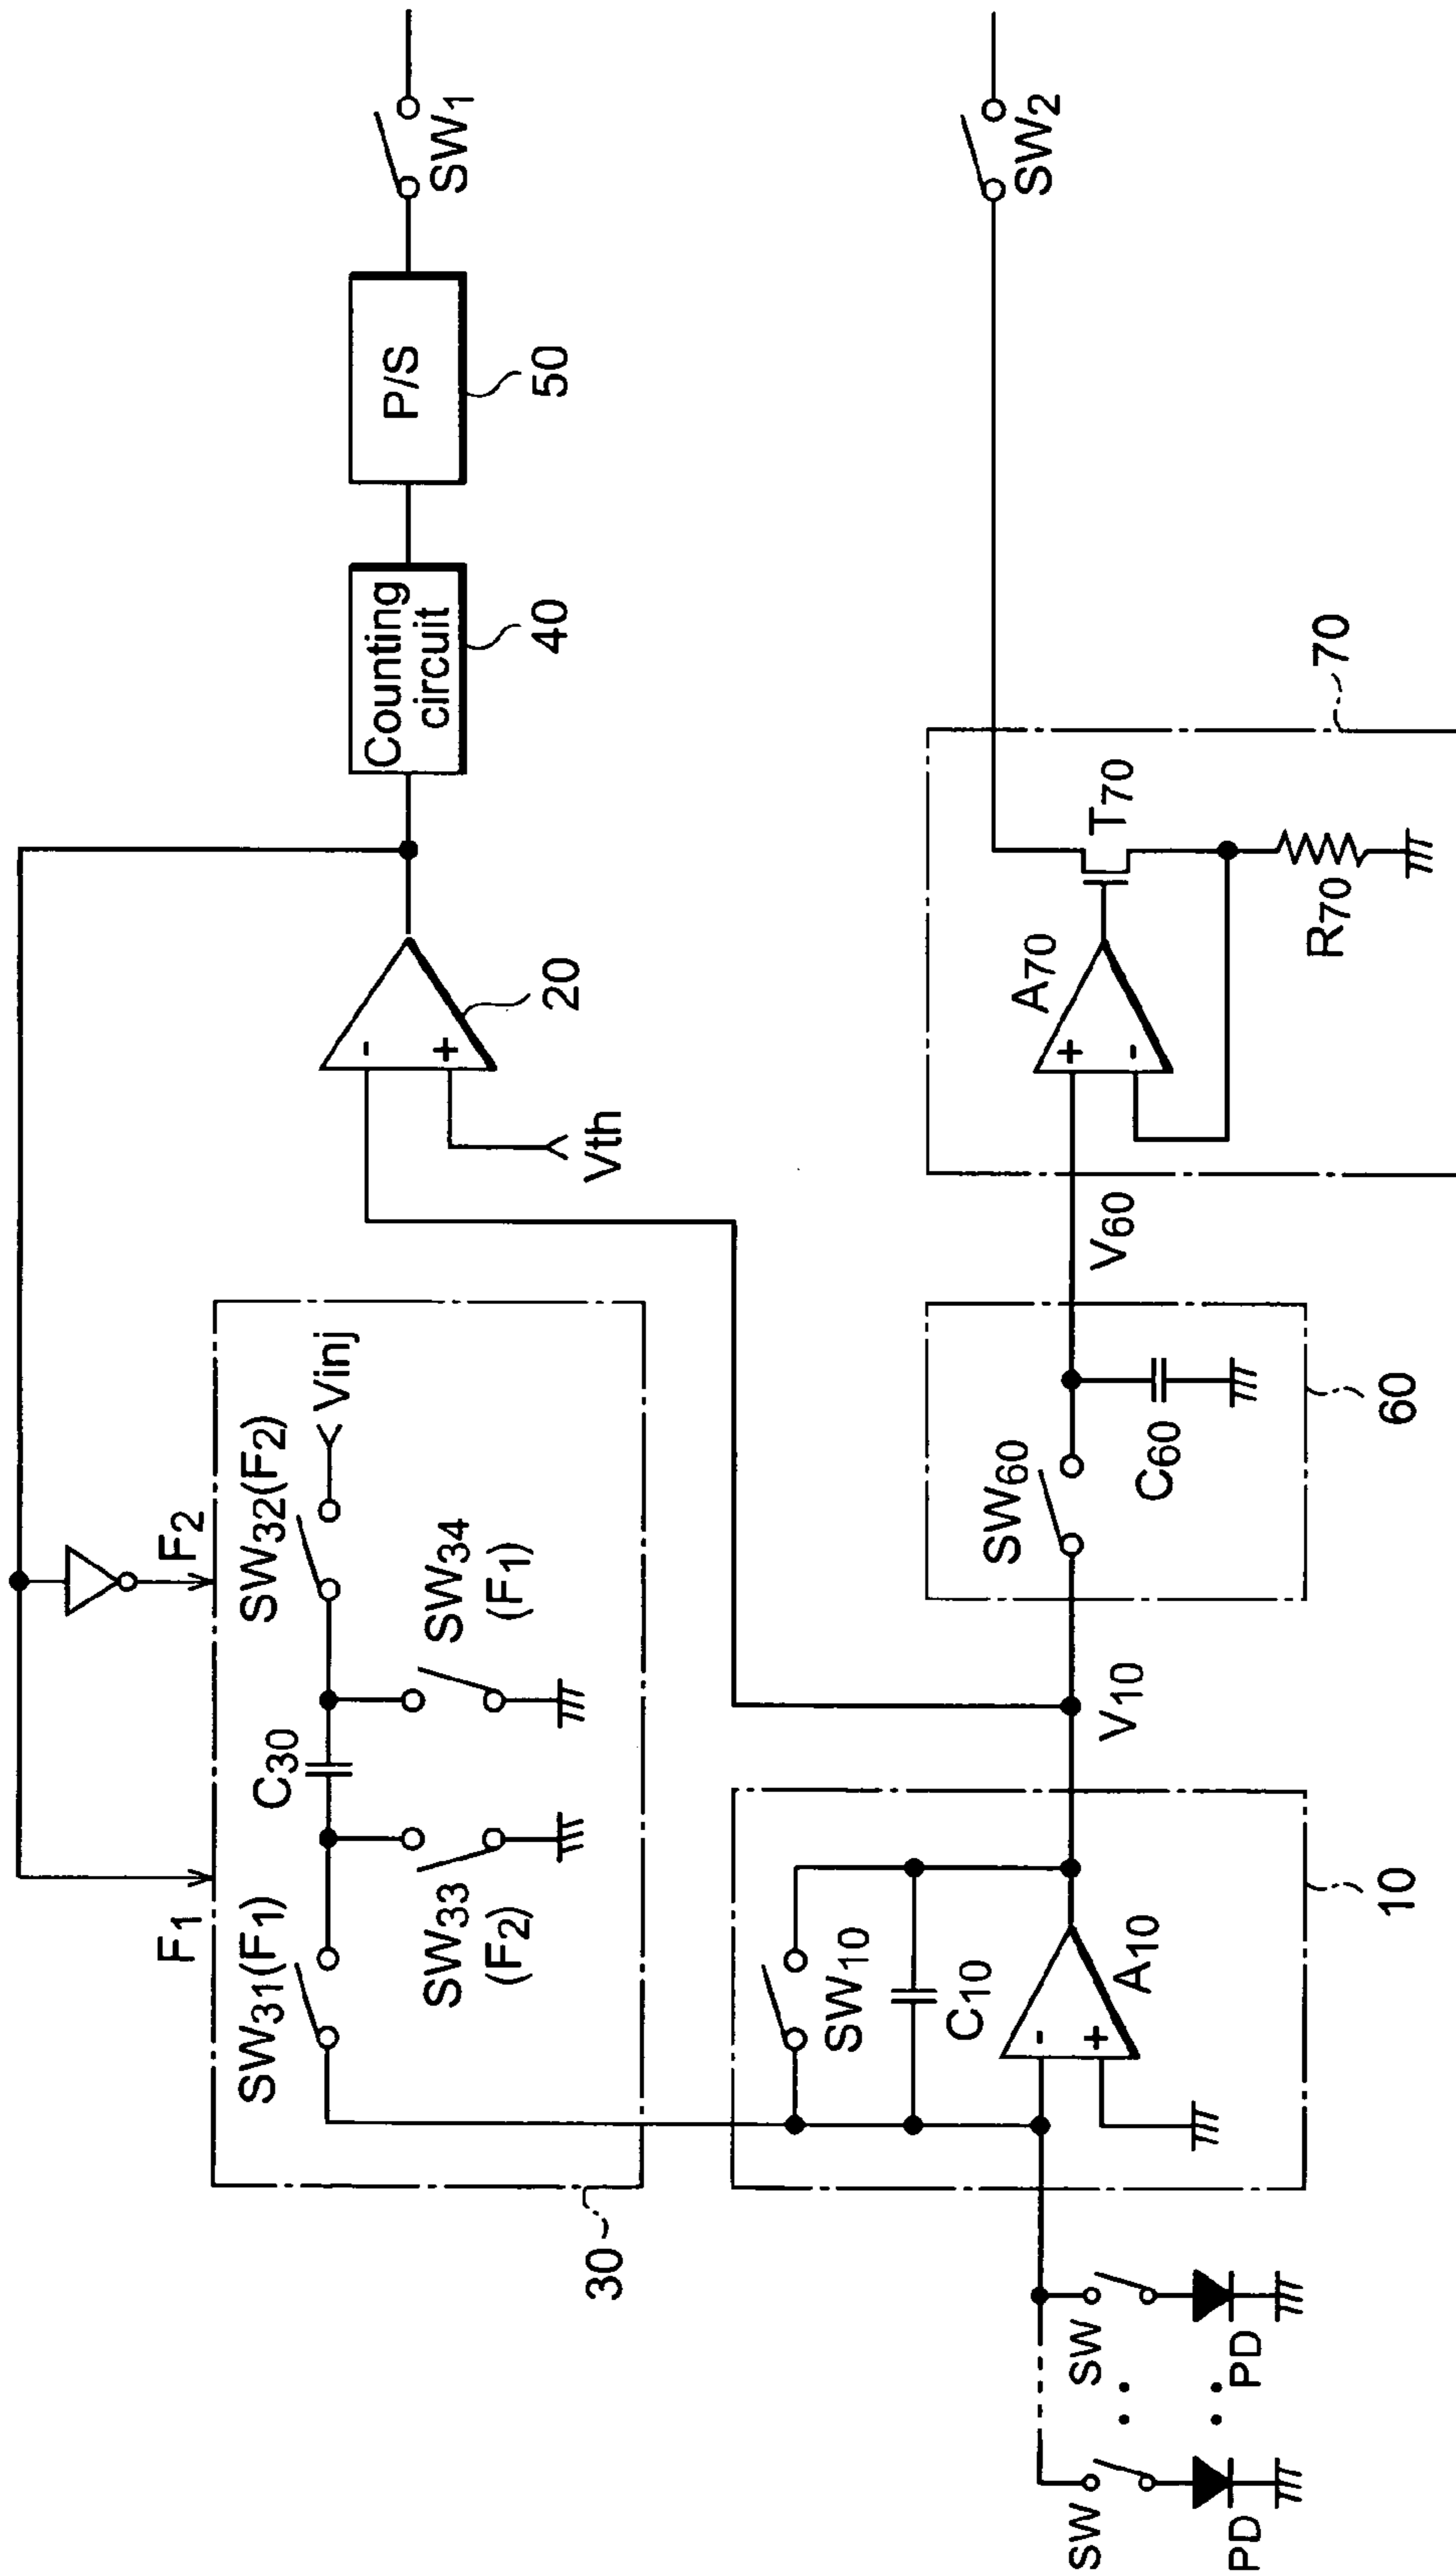 F1
F2
SW31(F1)
C30
SW32(F2)
Vinj
SW33
(F2)
SW34
(F1)
30
-
+
20
Vth
Counting
circuit
40
P/S
50
SW1
SW10
C10
-
+
A10
10
V10
SW60
C60
60
V60
+
-
A70
T70
R70
70
SW2
SW
SW
PD
PD